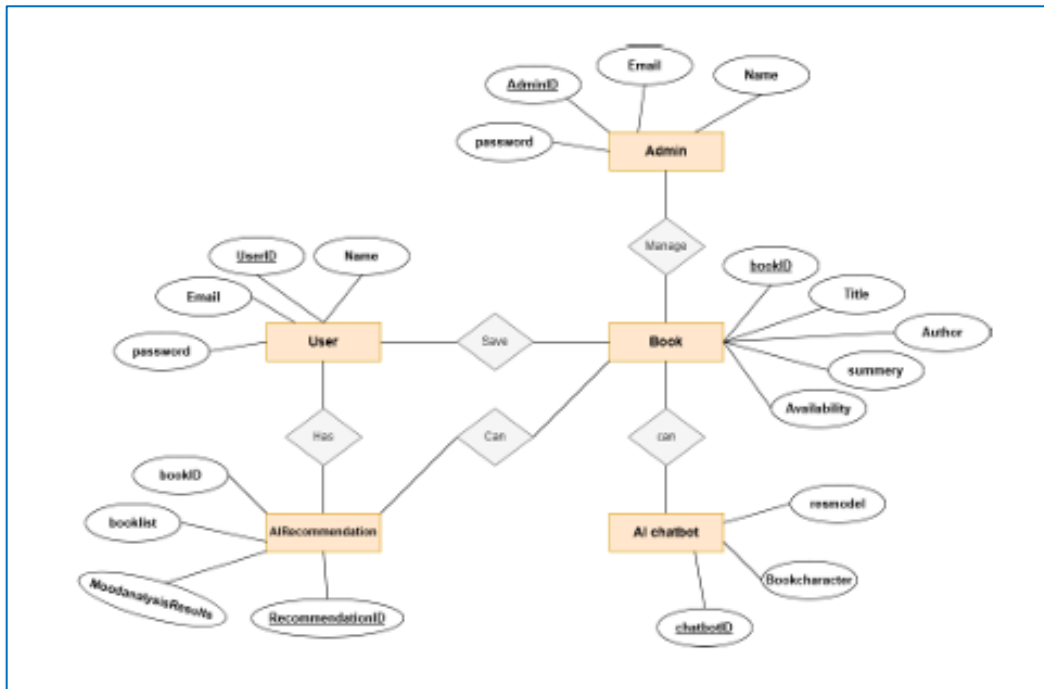 Email
Name
AdminID
password
Admin
Manage
UserID
Name
bookID
Email
Title
Author
User
Save
Book
password
summery
Availability
Has
Can
can
bookID
resmodel
booklist
AIRecommendation
AI chatbot
MoodanalysisResults
Bookcharacter
RecommendationID
chatbotID